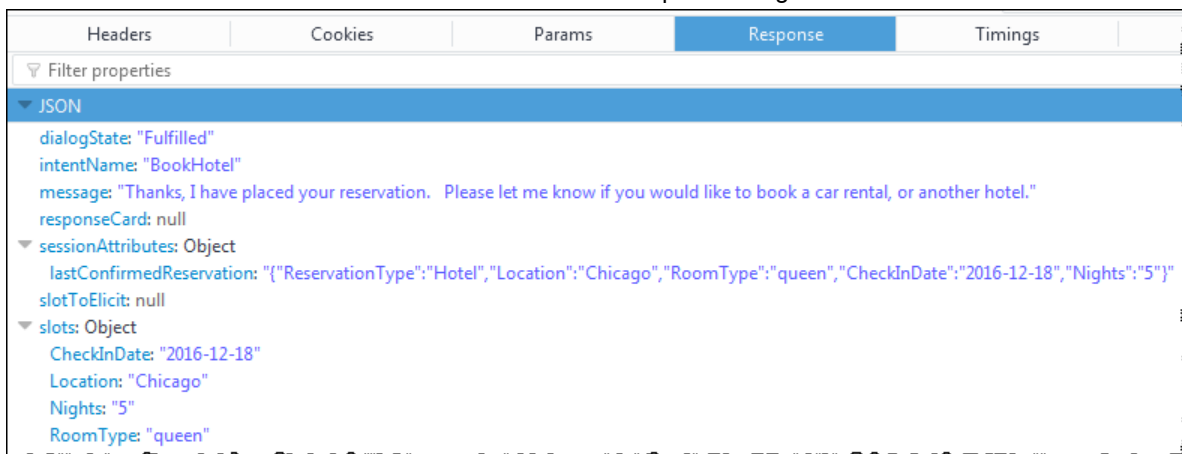 Headers Cookies Params Response Timings
Filter properties
JSON
dialogState: "Fulfilled"
intentName: "BookHotel"
message: "Thanks, I have placed your reservation.   Please let me know if you would like to book a car rental, or another hotel."
responseCard: null
sessionAttributes: Object
lastConfirmedReservation: "{"ReservationType":"Hotel","Location":"Chicago","RoomType":"queen","CheckInDate":"2016-12-18","Nights":"5"}"
slotToElicit: null
slots: Object
CheckInDate: "2016-12-18"
Location: "Chicago"
Nights: "5"
RoomType: "queen"